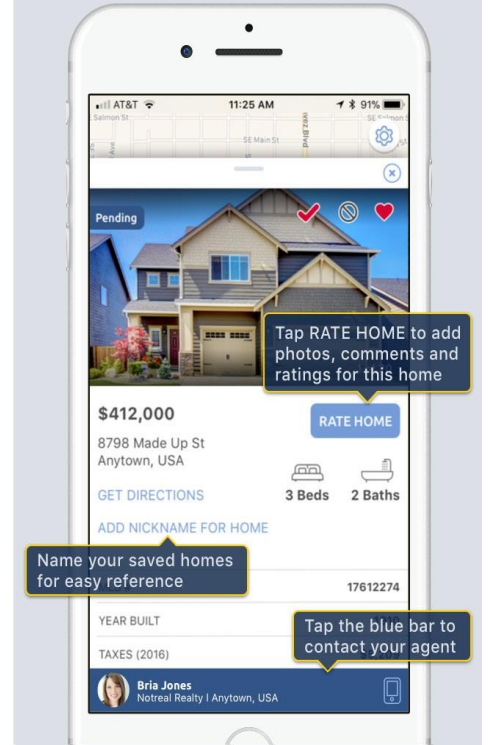 AT&T
11:25 AM
91%
Salmon St
SE Main St
Pending
Tap RATE HOME to add
photos, comments and
ratings for this home
$412,000
RATE HOME
8798 Made Up St
Anytown, USA
3 Beds
2 Baths
GET DIRECTIONS
ADD NICKNAME FOR HOME
Name your saved homes
for easy reference
17612274
YEAR BUILT
Tap the blue bar to
contact your agent
TAXES (2016)
Bria Jones
Notreal Realty | Anytown, USA